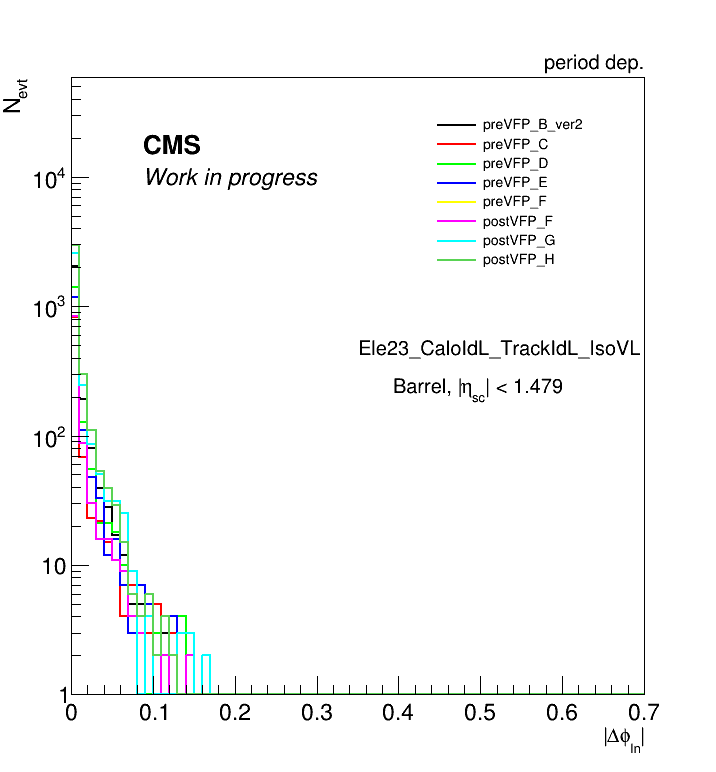 period dep.
N_evt
CMS
Work in progress
preVFP_B_ver2
preVFP_C
preVFP_D
preVFP_E
preVFP_F
postVFP_F
postVFP_G
postVFP_H
Ele23_CaloIdL_TrackIdL_IsoVL
Barrel, |η_sc| < 1.479
10^4
10^3
10^2
10
1
0 0.1 0.2 0.3 0.4 0.5 0.6 0.7
|Δϕ_In|